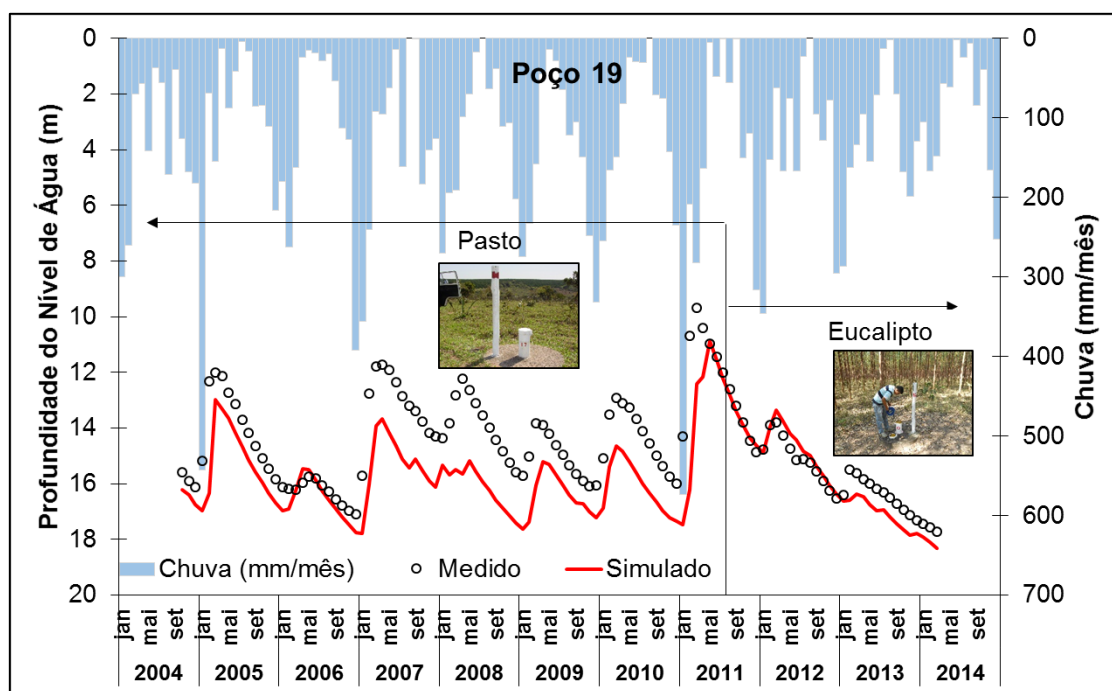 Poço 19
Profundidade do Nível de Água (m)
0
2
4
6
8
10
12
14
16
18
20
Chuva (mm/mês)
0
100
200
300
400
500
600
700
Pasto
Eucalipto
Chuva (mm/mês) Medido Simulado
jan mai set jan mai set jan mai set jan mai set jan mai set jan mai set jan mai set jan mai set jan mai set jan mai set jan mai set
2004 2005 2006 2007 2008 2009 2010 2011 2012 2013 2014